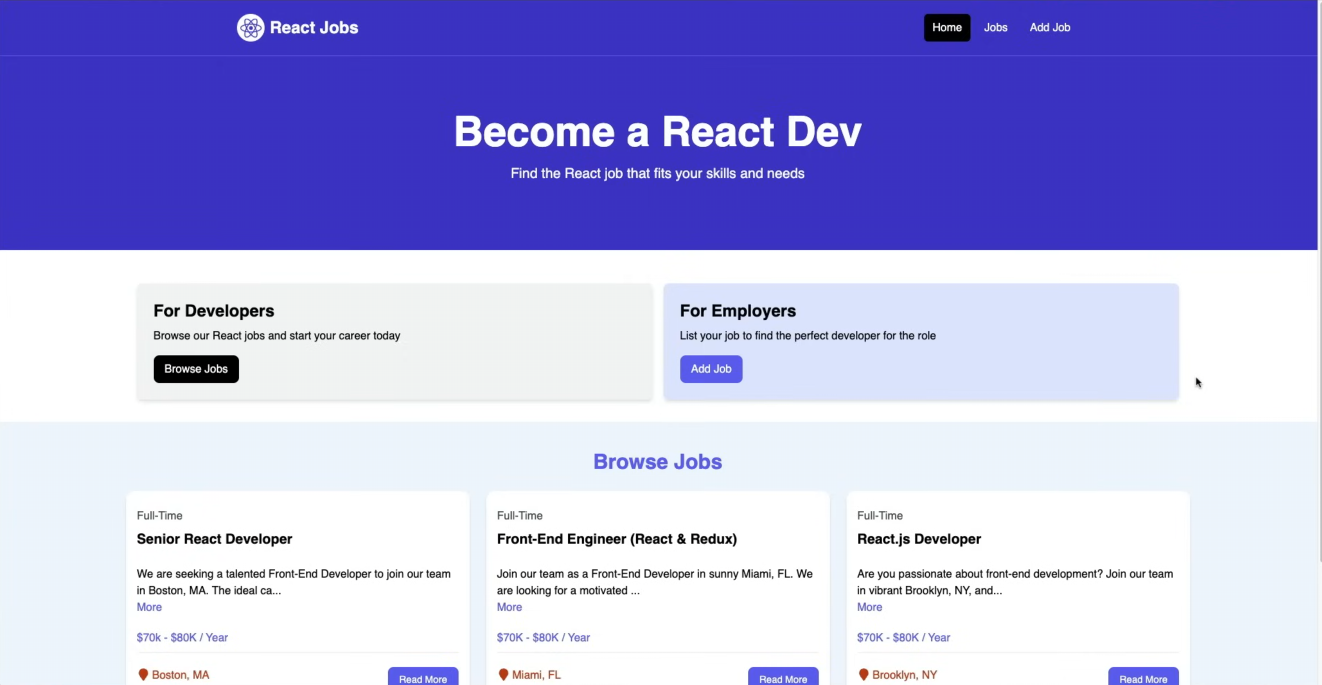 React Jobs
Home Jobs Add Job
Become a React Dev
Find the React job that fits your skills and needs
For Developers
Browse our React jobs and start your career today
Browse Jobs
For Employers
List your job to find the perfect developer for the role
Add Job
Browse Jobs
Full-Time
Senior React Developer
We are seeking a talented Front-End Developer to join our team
in Boston, MA. The ideal ca...
More
$70k - $80K / Year
Boston, MA
Read More
Full-Time
Front-End Engineer (React & Redux)
Join our team as a Front-End Developer in sunny Miami, FL. We
are looking for a motivated ...
More
$70K - $80K / Year
Miami, FL
Read More
Full-Time
React.js Developer
Are you passionate about front-end development? Join our team
in vibrant Brooklyn, NY, and...
More
$70K - $80K / Year
Brooklyn, NY
Read More